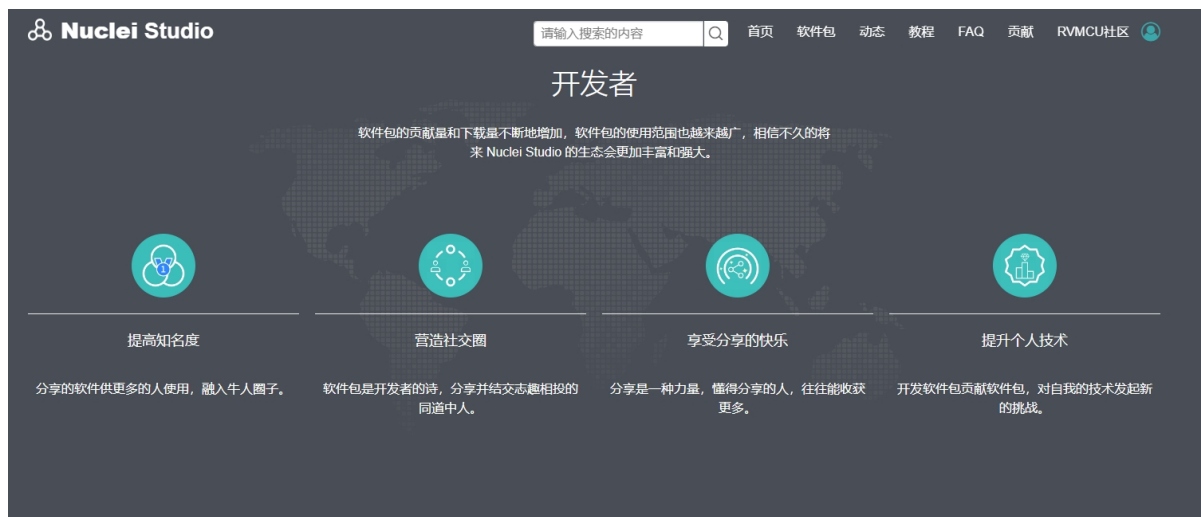 Nuclei Studio
请输入搜索的内容
首页 软件包 动态 教程 FAQ 贡献 RVMCU社区
开发者
软件包的贡献量和下载量不断地增加，软件包的使用范围也越来越广，相信不久的将
来 Nuclei Studio 的生态会更加丰富和强大。
1
提高知名度
分享的软件供更多的人使用，融入牛人圈子。
营造社交圈
软件包是开发者的诗，分享并结交志趣相投的
同道中人。
享受分享的快乐
分享是一种力量，懂得分享的人，往往能收获
更多。
提升个人技术
开发软件包贡献软件包，对自我的技术发起新
的挑战。